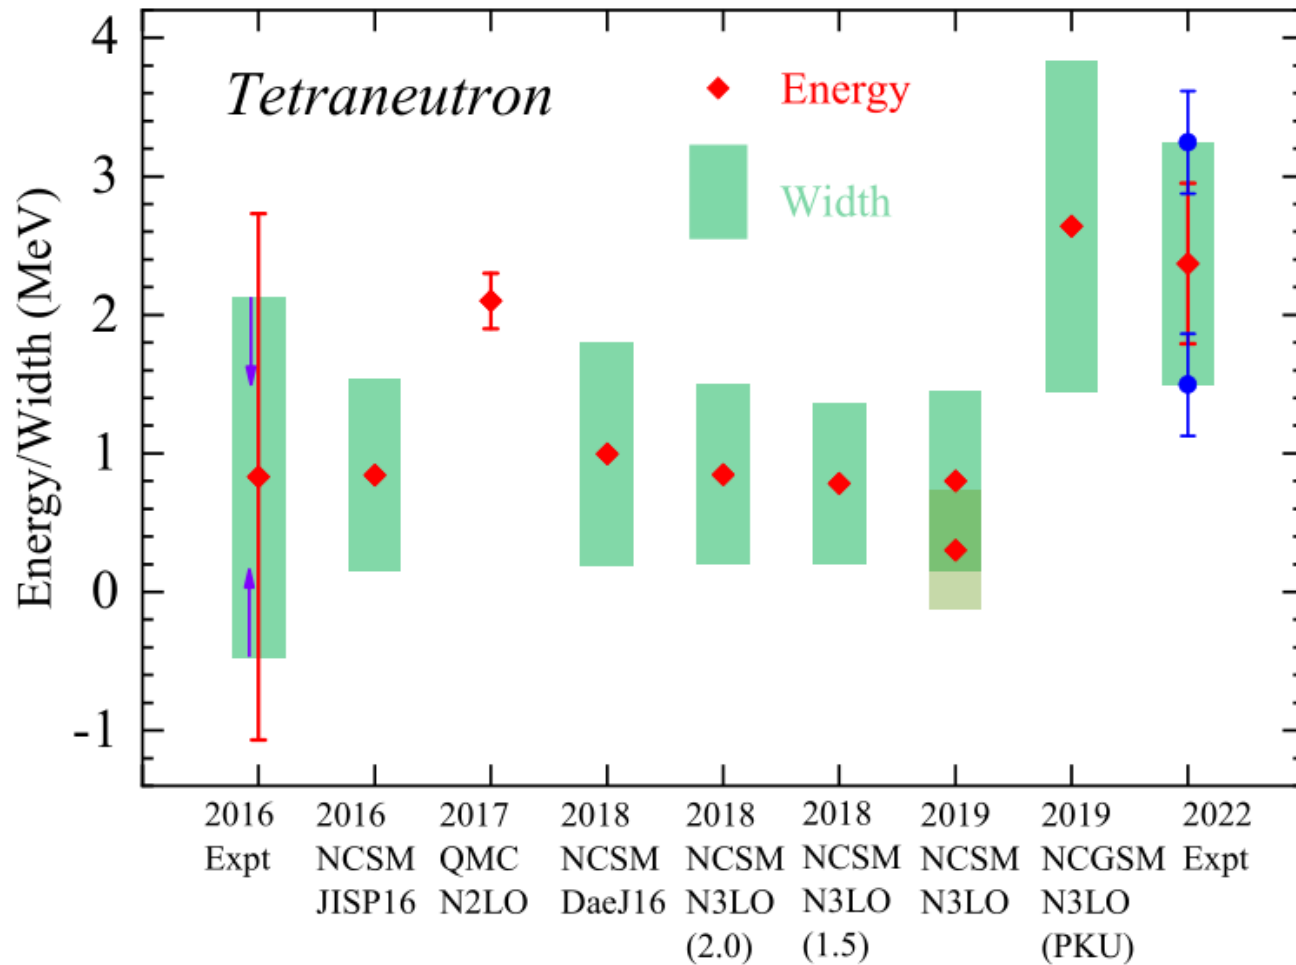 Tetraneutron
Energy
Width
Energy/Width (MeV)
4
3
2
1
0
-1
2016
Expt
2016
NCSM
JISP16
2017
QMC
N2LO
2018
NCSM
DaeJ16
2018
NCSM
N3LO
(2.0)
2018
NCSM
N3LO
(1.5)
2019
NCSM
N3LO
2019
NCGSM
N3LO
(PKU)
2022
Expt